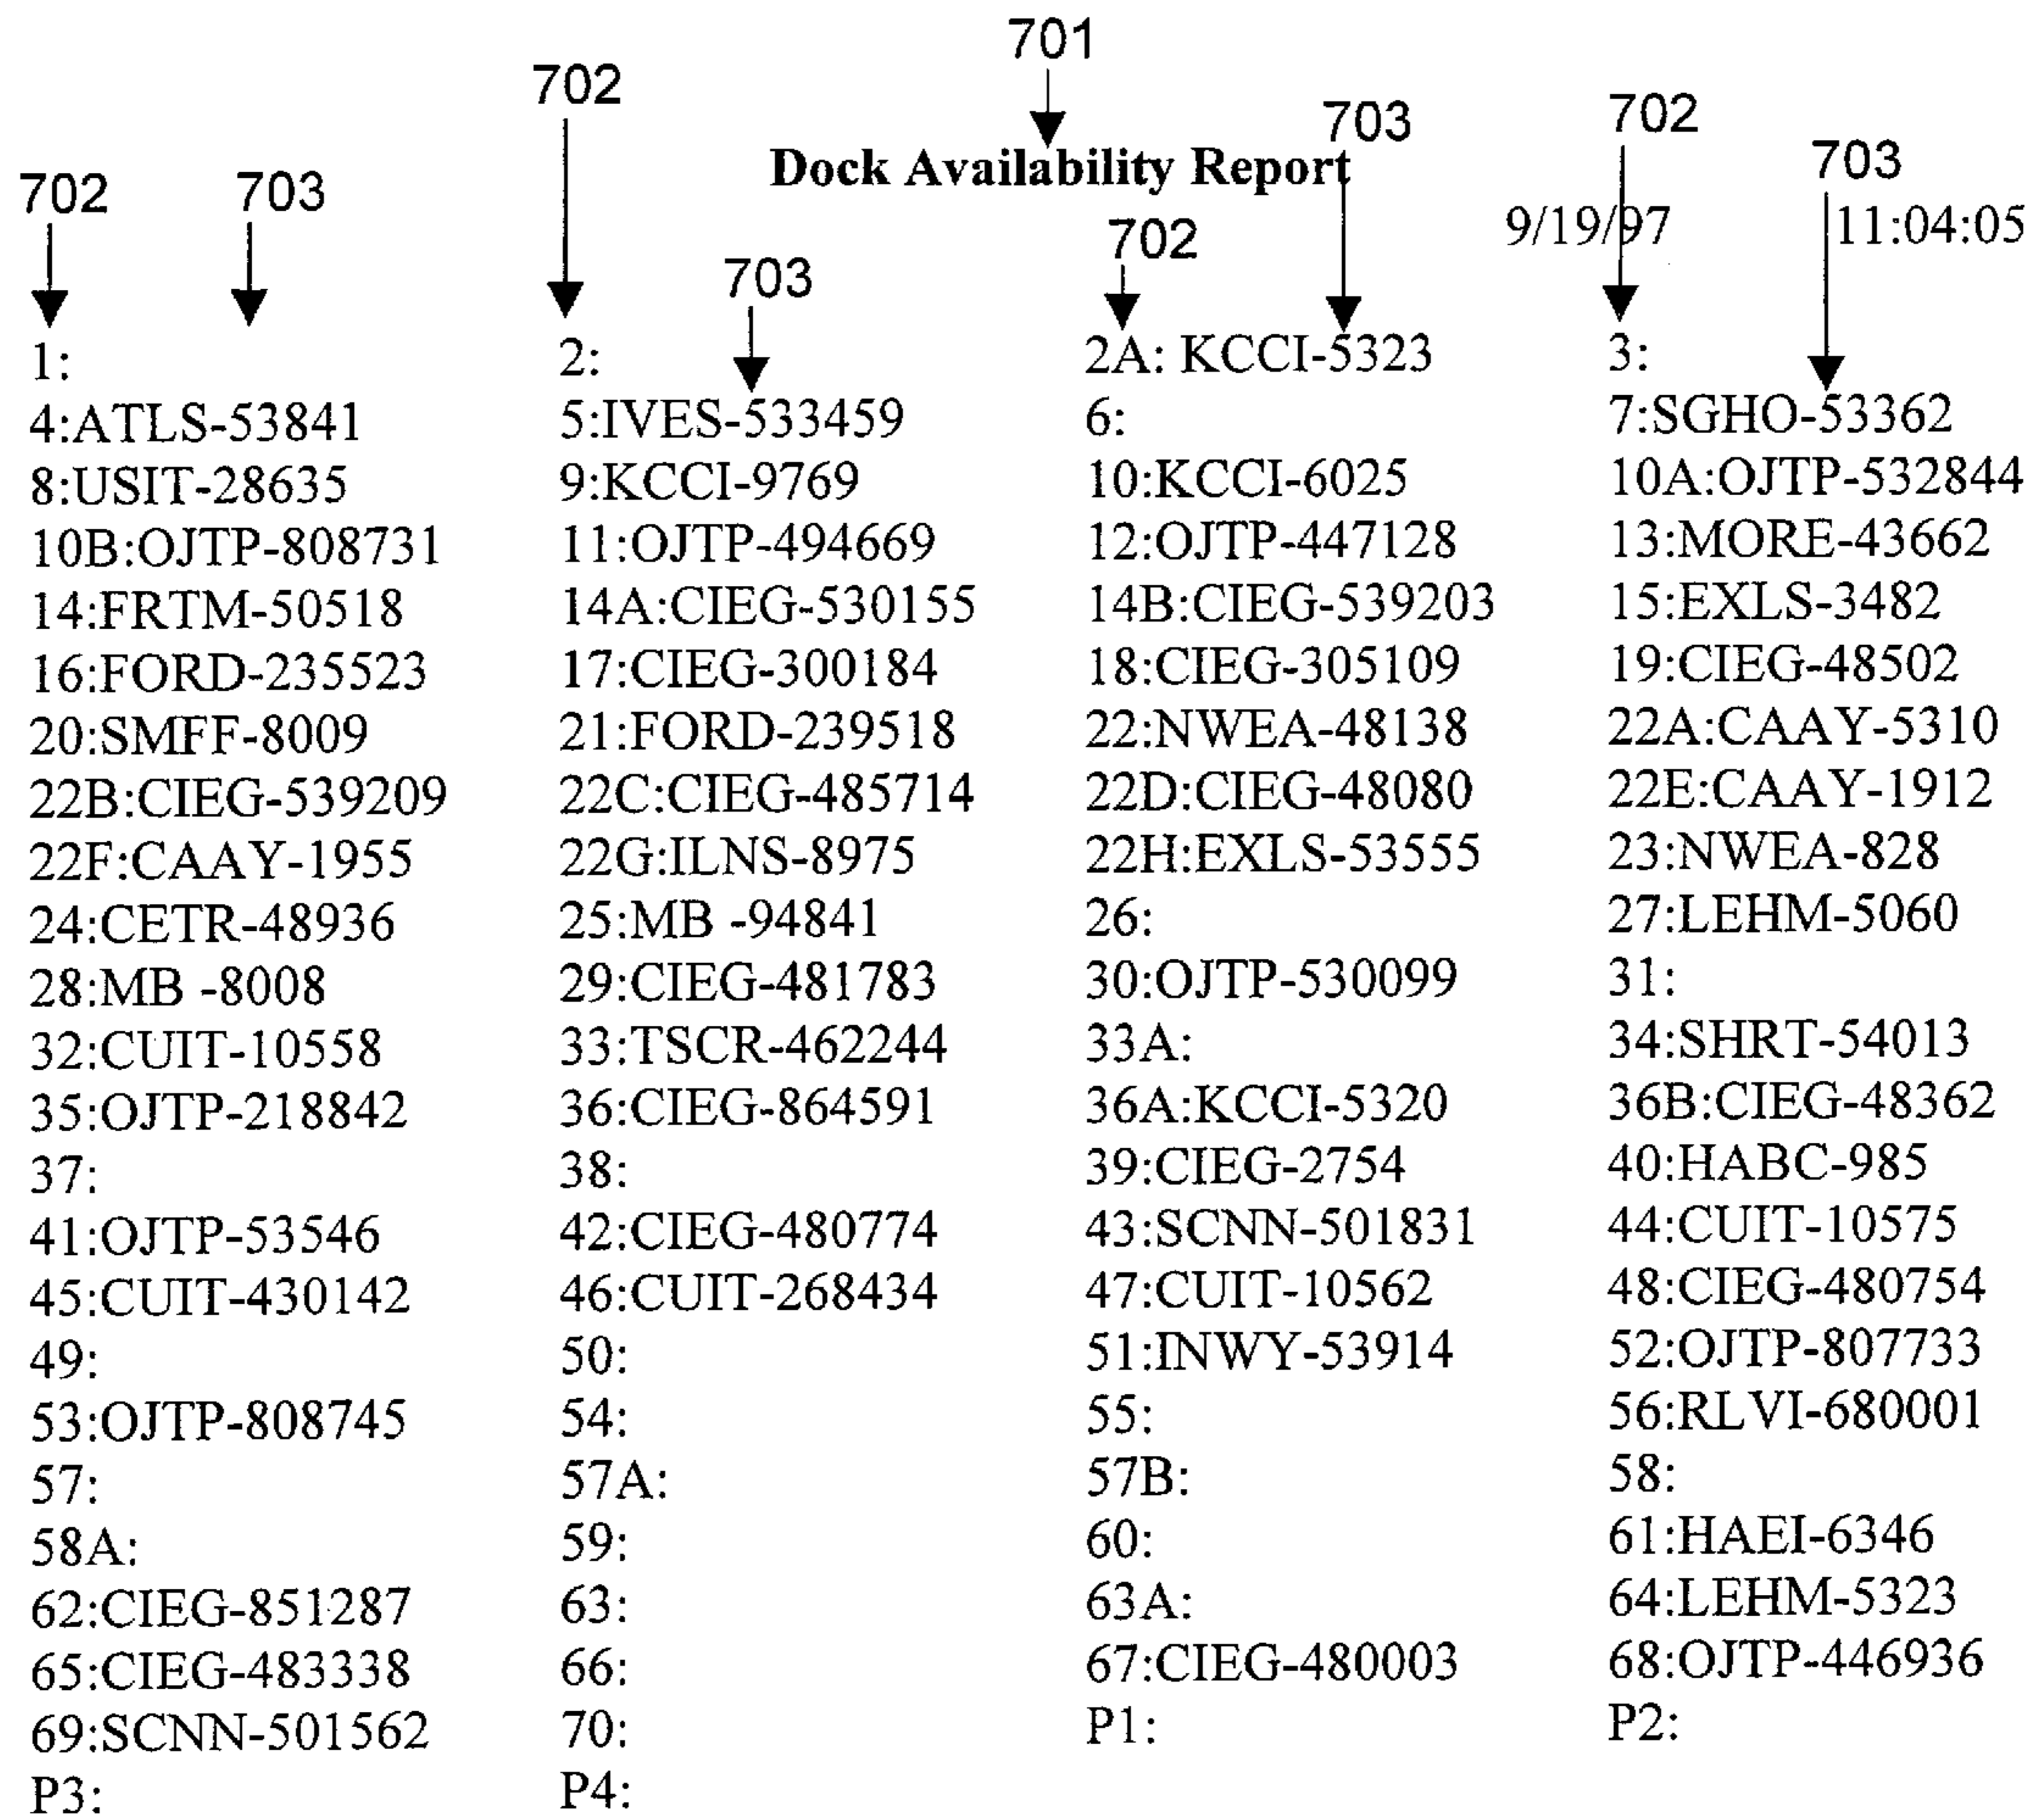 701
702
703
702
Dock Availability Report
703
702 703
9/19/97 11:04:05
702
703
1: 2: 2A: KCCI-5323 3:
4:ATLS-53841 5:IVES-533459 6: 7:SGHO-53362
8:USIT-28635 9:KCCI-9769 10:KCCI-6025 10A:OJTP-532844
10B:OJTP-808731 11:OJTP-494669 12:OJTP-447128 13:MORE-43662
14:FRTM-50518 14A:CIEG-530155 14B:CIEG-539203 15:EXLS-3482
16:FORD-235523 17:CIEG-300184 18:CIEG-305109 19:CIEG-48502
20:SMFF-8009 21:FORD-239518 22:NWEA-48138 22A:CAAY-5310
22B:CIEG-539209 22C:CIEG-485714 22D:CIEG-48080 22E:CAAY-1912
22F:CAAY-1955 22G:ILNS-8975 22H:EXLS-53555 23:NWEA-828
24:CETR-48936 25:MB -94841 26: 27:LEHM-5060
28:MB -8008 29:CIEG-481783 30:OJTP-530099 31:
32:CUIT-10558 33:TSCR-462244 33A: 34:SHRT-54013
35:OJTP-218842 36:CIEG-864591 36A:KCCI-5320 36B:CIEG-48362
37: 38: 39:CIEG-2754 40:HABC-985
41:OJTP-53546 42:CIEG-480774 43:SCNN-501831 44:CUIT-10575
45:CUIT-430142 46:CUIT-268434 47:CUIT-10562 48:CIEG-480754
49: 50: 51:INWY-53914 52:OJTP-807733
53:OJTP-808745 54: 55: 56:RLVI-680001
57: 57A: 57B: 58:
58A: 59: 60: 61:HAEI-6346
62:CIEG-851287 63: 63A: 64:LEHM-5323
65:CIEG-483338 66: 67:CIEG-480003 68:OJTP-446936
69:SCNN-501562 70: P1: P2:
P3: P4: